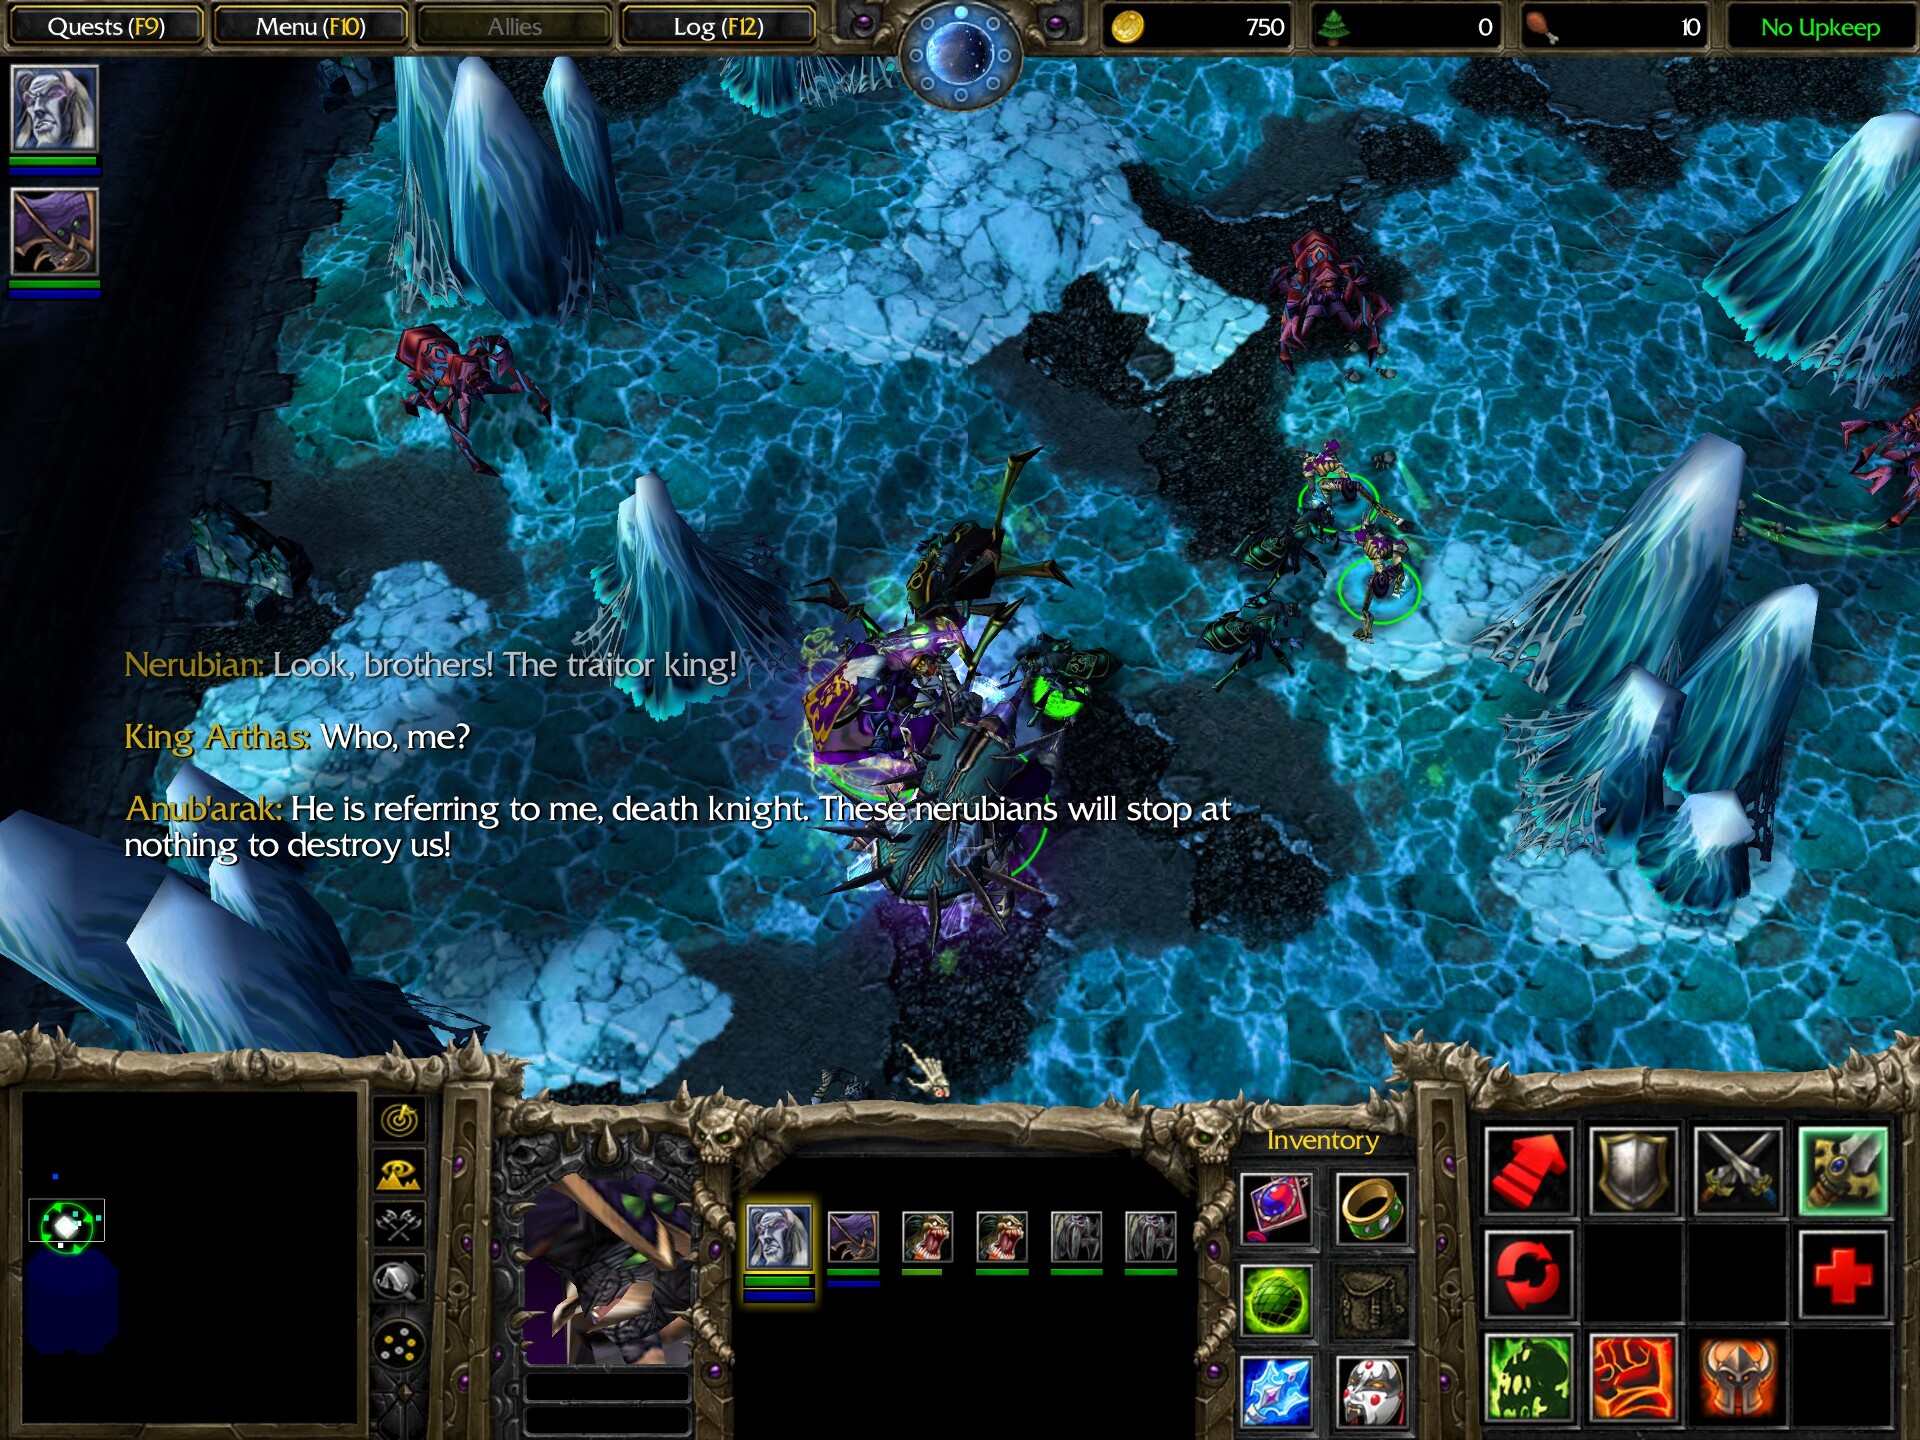 Quests (F9) Menu (F10) Allies Log (F12) 750 0 10 No Upkeep
Nerubian: Look, brothers! The traitor king!
King Arthas: Who, me?
Anub'arak: He is referring to me, death knight. These nerubians will stop at
nothing to destroy us!
Inventory